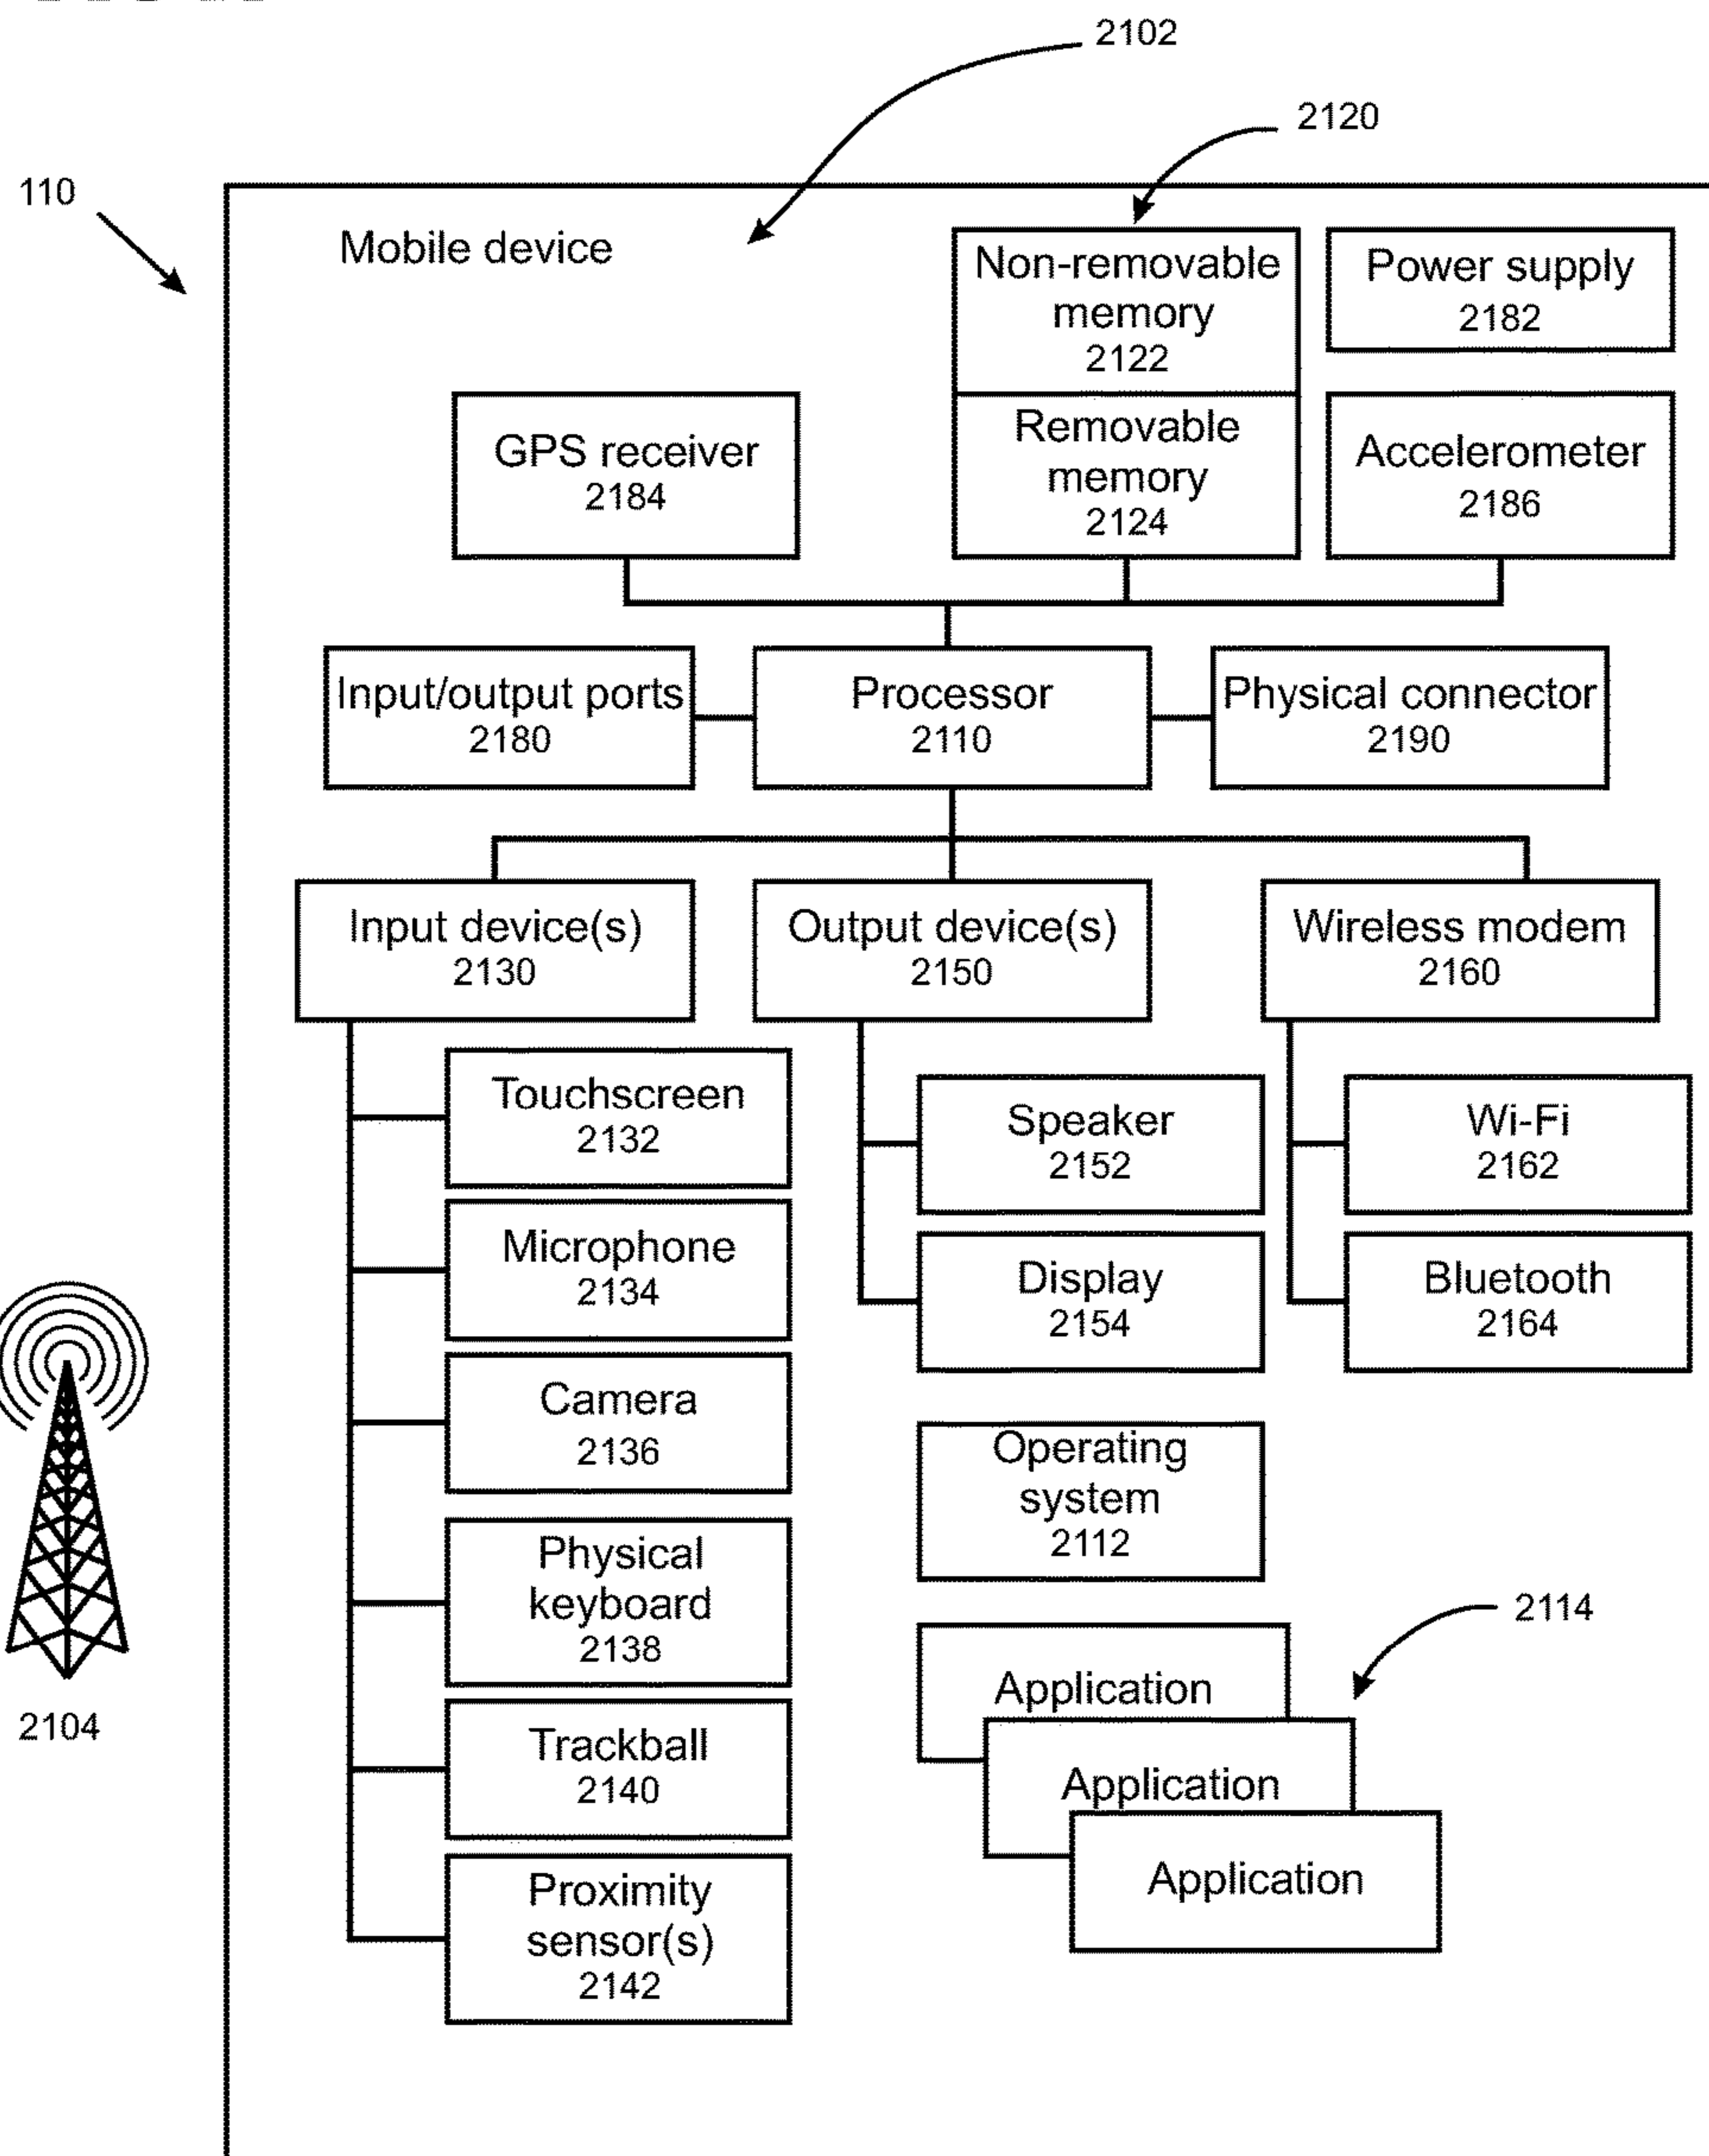 2102
2120
110
Mobile device
Non-removable
memory
2122
Power supply
2182
GPS receiver
2184
Removable
memory
2124
Accelerometer
2186
Input/output ports
2180
Processor
2110
Physical connector
2190
Input device(s)
2130
Output device(s)
2150
Wireless modem
2160
Touchscreen
2132
Speaker
2152
Wi-Fi
2162
Microphone
2134
Display
2154
Bluetooth
2164
Camera
2136
Operating
system
2112
Physical
keyboard
2138
2114
Application
2104
Trackball
2140
Application
Application
Proximity
sensor(s)
2142